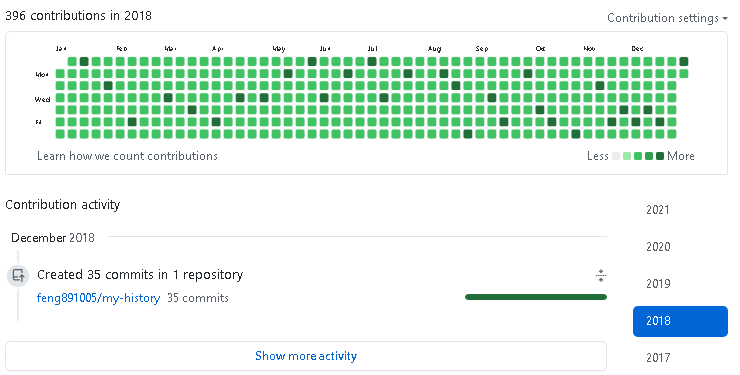 396 contributions in 2018
Contribution settings
Jan Feb Mar Apr May Jun Jul Aug Sep Oct Nov Dec
Mon
Wed
Fri
Learn how we count contributions
Less More
Contribution activity
December 2018
Created 35 commits in 1 repository
feng891005/my-history 35 commits
Show more activity
2021
2020
2019
2018
2017